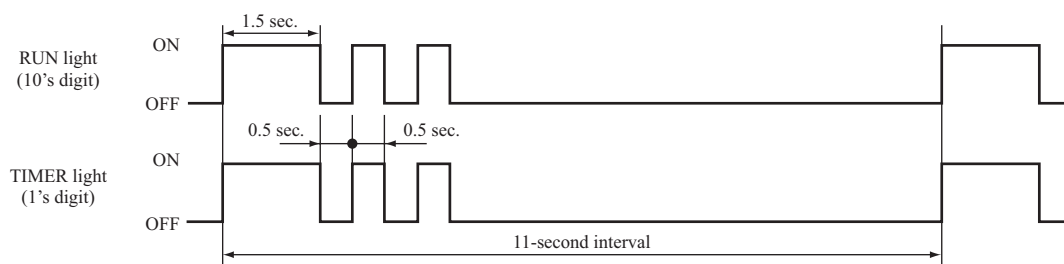 1.5 sec.
RUN light
(10’s digit)
ON
OFF
0.5 sec.
0.5 sec.
TIMER light
(1’s digit)
ON
OFF
11-second interval